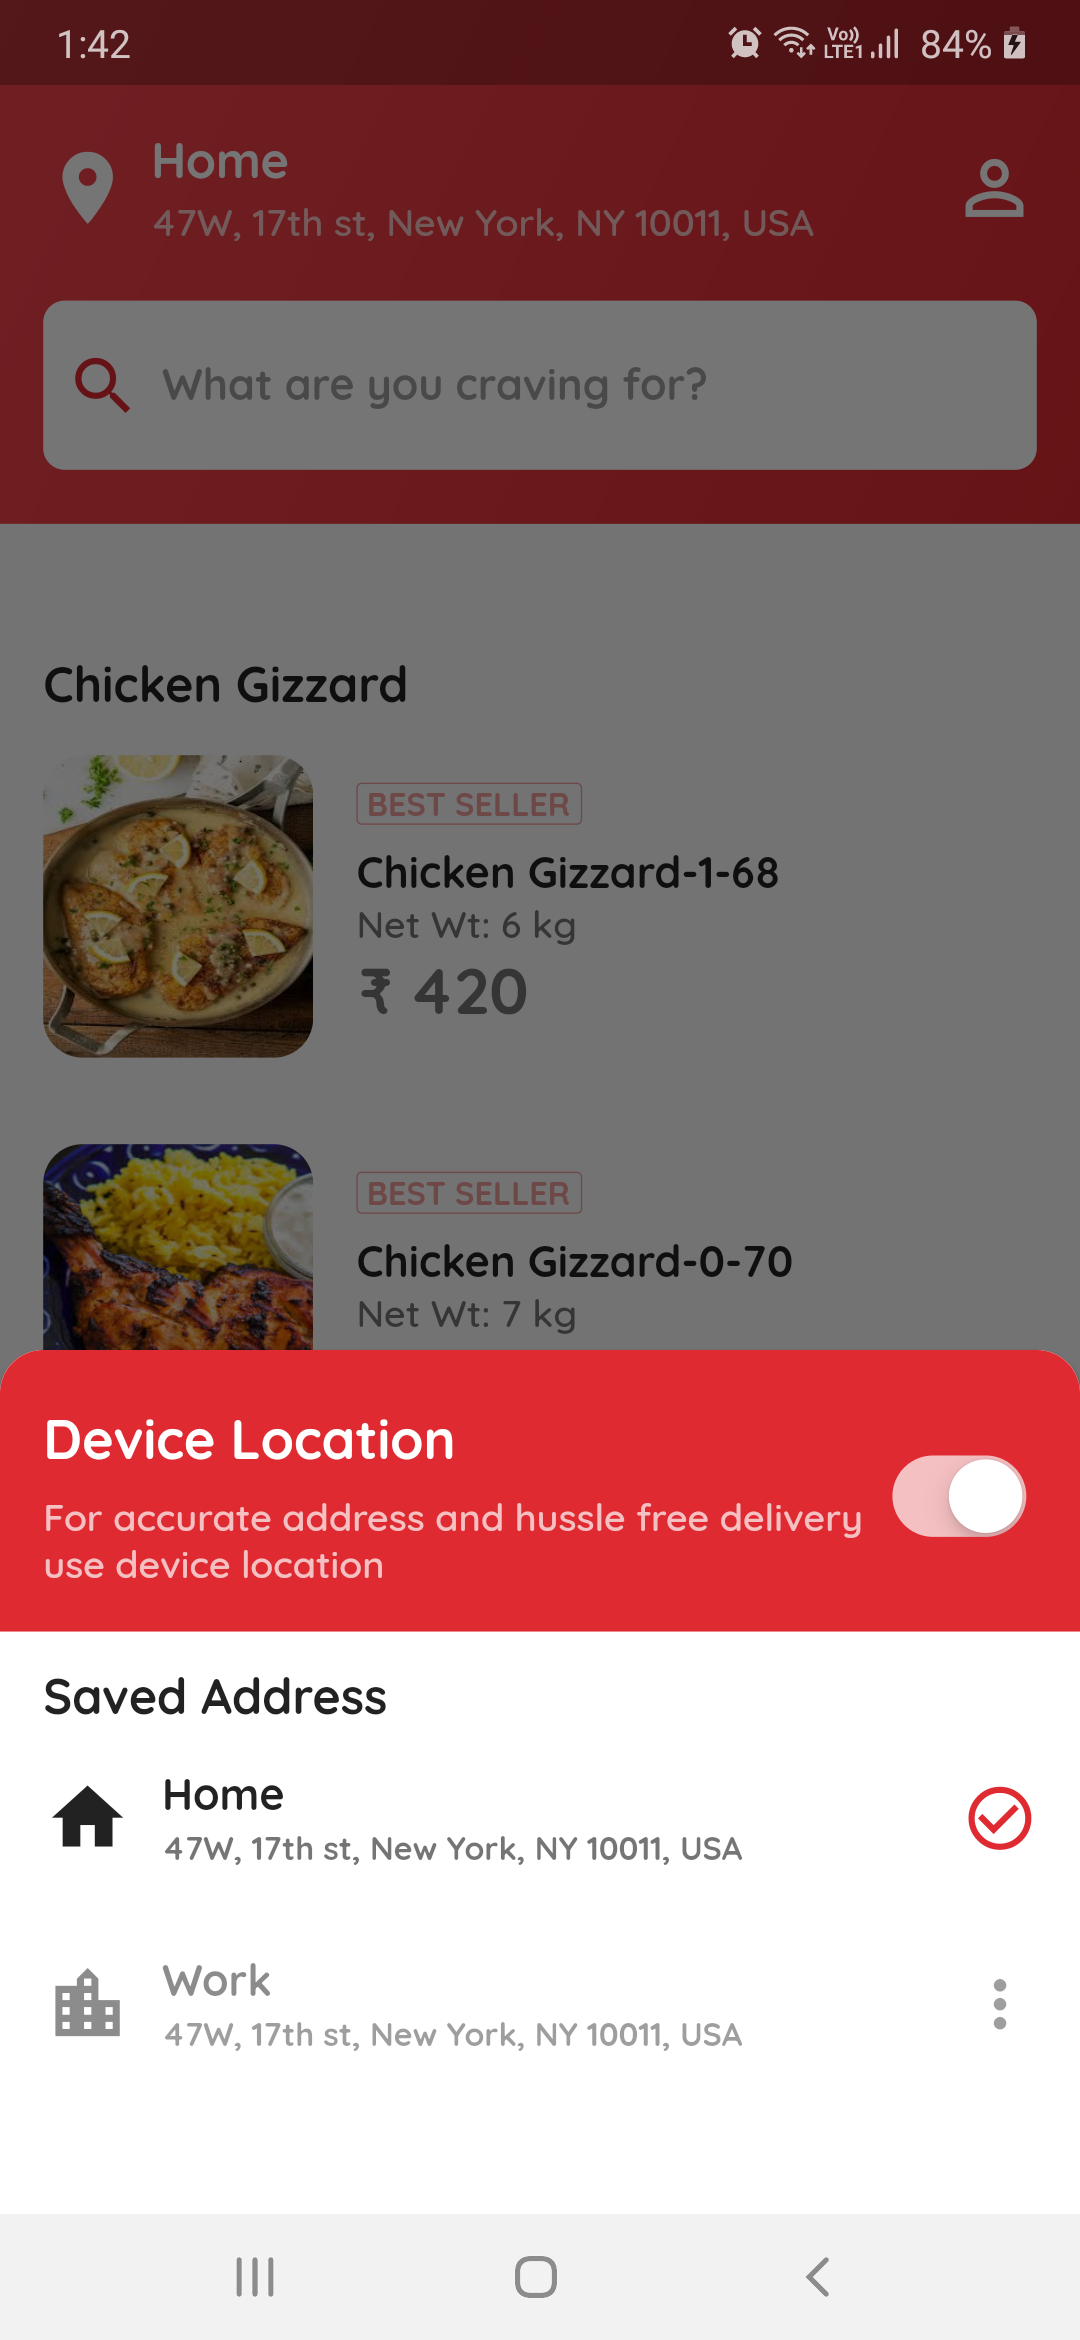 1:42
Vo)) LTE1 84%
Home
47W, 17th st, New York, NY 10011, USA
What are you craving for?
Chicken Gizzard
BEST SELLER
Chicken Gizzard-1-68
Net Wt: 6 kg
₹ 420
BEST SELLER
Chicken Gizzard-0-70
Net Wt: 7 kg
Device Location
For accurate address and hussle free delivery
use device location
Saved Address
Home
47W, 17th st, New York, NY 10011, USA
Work
47W, 17th st, New York, NY 10011, USA